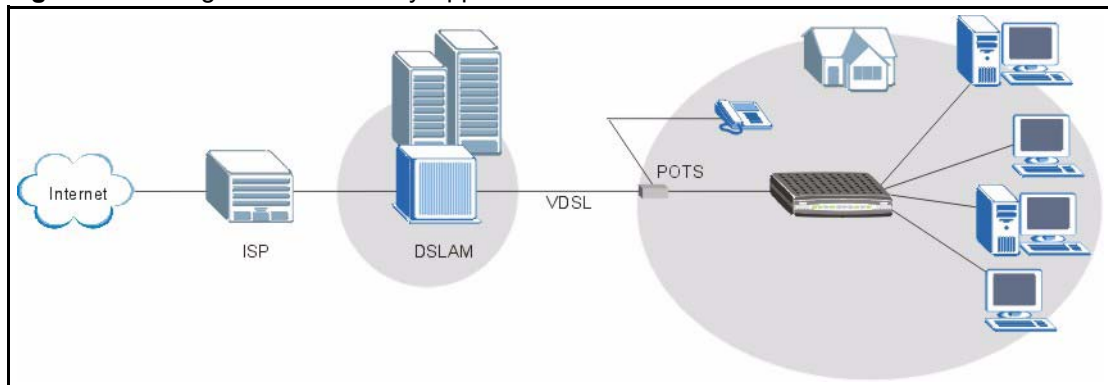 Internet
ISP
DSLAM
VDSL
POTS